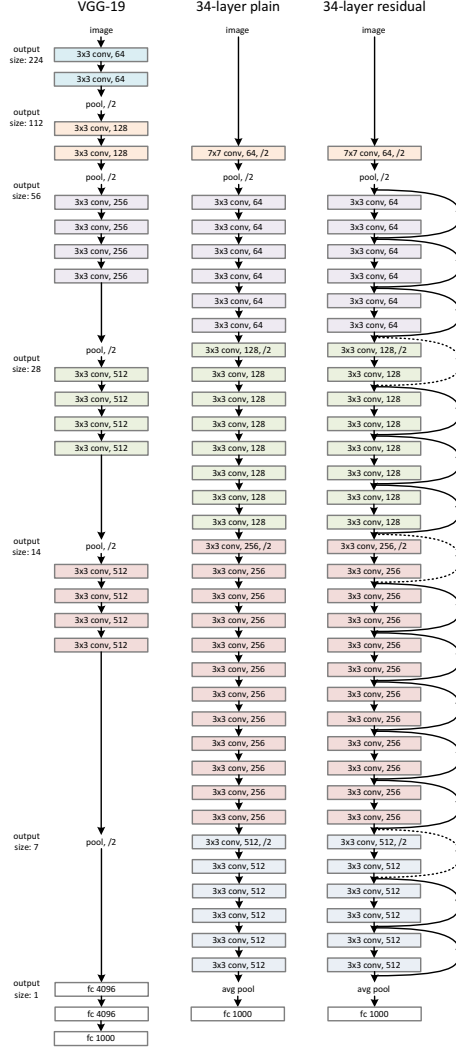 output
size: 224
output
size: 112
output
size: 56
output
size: 28
output
size: 14
output
size: 7
output
size: 1
VGG-19
image
3x3 conv, 64
3x3 conv, 64
pool, /2
3x3 conv, 128
3x3 conv, 128
pool, /2
3x3 conv, 256
3x3 conv, 256
3x3 conv, 256
3x3 conv, 256
pool, /2
3x3 conv, 512
3x3 conv, 512
3x3 conv, 512
3x3 conv, 512
pool, /2
3x3 conv, 512
3x3 conv, 512
3x3 conv, 512
3x3 conv, 512
pool, /2
fc 4096
fc 4096
fc 1000
34-layer plain
image
7x7 conv, 64, /2
pool, /2
3x3 conv, 64
3x3 conv, 64
3x3 conv, 64
3x3 conv, 64
3x3 conv, 64
3x3 conv, 64
3x3 conv, 128, /2
3x3 conv, 128
3x3 conv, 128
3x3 conv, 128
3x3 conv, 128
3x3 conv, 128
3x3 conv, 128
3x3 conv, 128
3x3 conv, 256, /2
3x3 conv, 256
3x3 conv, 256
3x3 conv, 256
3x3 conv, 256
3x3 conv, 256
3x3 conv, 256
3x3 conv, 256
3x3 conv, 256
3x3 conv, 256
3x3 conv, 256
3x3 conv, 256
3x3 conv, 512, /2
3x3 conv, 512
3x3 conv, 512
3x3 conv, 512
3x3 conv, 512
3x3 conv, 512
avg pool
fc 1000
34-layer residual
image
7x7 conv, 64, /2
pool, /2
3x3 conv, 64
3x3 conv, 64
3x3 conv, 64
3x3 conv, 64
3x3 conv, 64
3x3 conv, 64
3x3 conv, 128, /2
3x3 conv, 128
3x3 conv, 128
3x3 conv, 128
3x3 conv, 128
3x3 conv, 128
3x3 conv, 128
3x3 conv, 128
3x3 conv, 256, /2
3x3 conv, 256
3x3 conv, 256
3x3 conv, 256
3x3 conv, 256
3x3 conv, 256
3x3 conv, 256
3x3 conv, 256
3x3 conv, 256
3x3 conv, 256
3x3 conv, 256
3x3 conv, 256
3x3 conv, 512, /2
3x3 conv, 512
3x3 conv, 512
3x3 conv, 512
3x3 conv, 512
3x3 conv, 512
avg pool
fc 1000